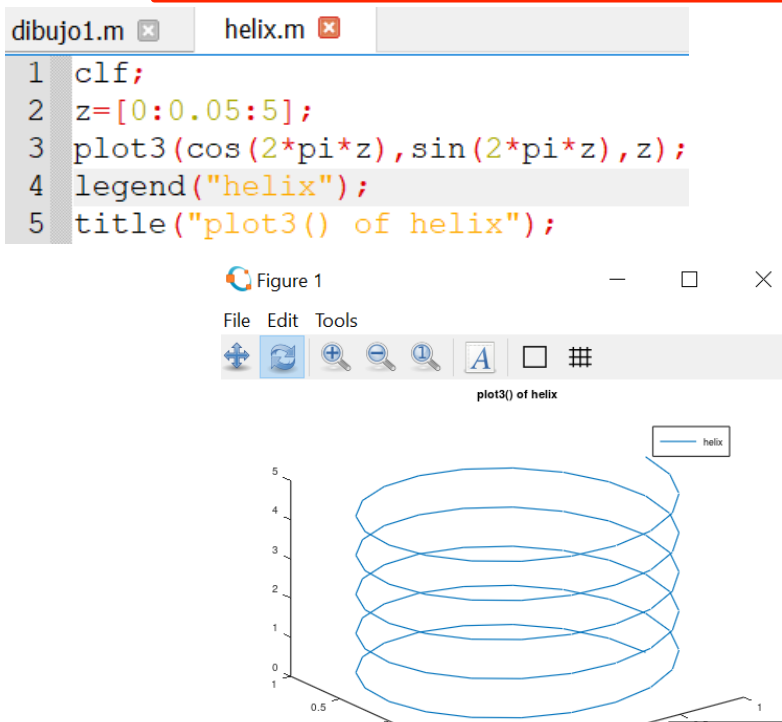 dibujo1.m helix.m
1 clf;
2 z=[0:0.05:5];
3 plot3(cos(2*pi*z),sin(2*pi*z),z);
4 legend("helix");
5 title("plot3() of helix");
Figure 1
File Edit Tools
A
plot3() of helix
helix
5
4
3
2
1
0
1
0.5
1